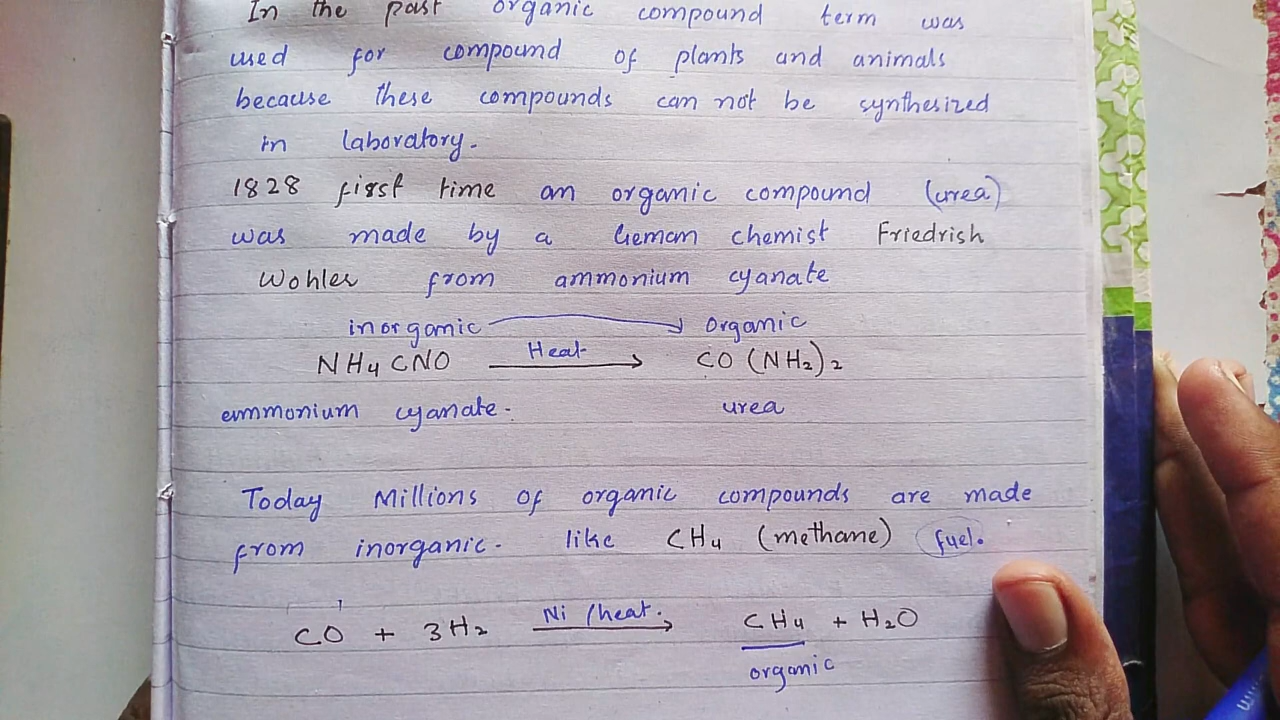 In the past organic compound term was
used for compound of plants and animals
because these compounds can not be synthesized
in laboratory.
1828 first time an organic compound (urea)
was made by a Geman chemist Friedrish
Wohler from ammonium cyanate
inorganic → organic
NH₄CNO Heat → CO(NH₂)₂
ammonium cyanate. urea
Today Millions of organic compounds are made
from inorganic. like CH₄ (methane) fuel.
CO + 3H₂ Ni/heat. → CH₄ + H₂O
organic